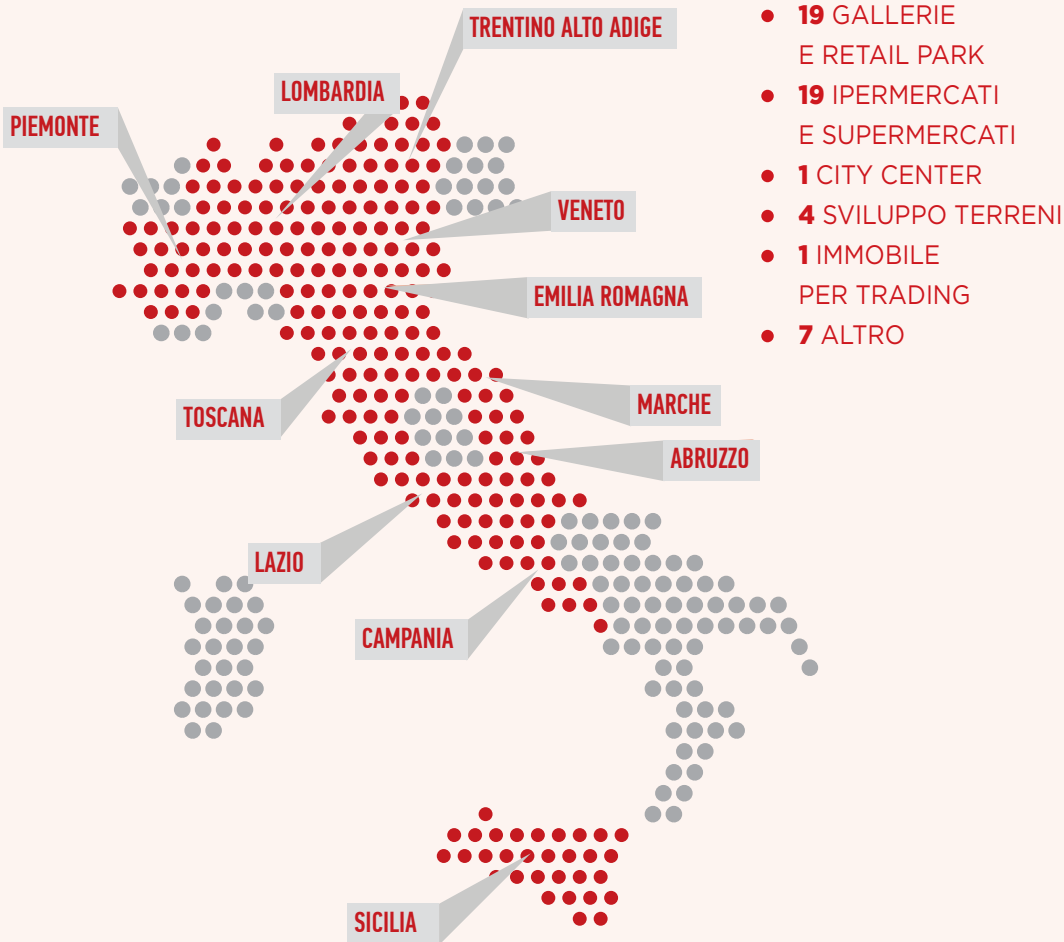 TRENTINO ALTO ADIGE
LOMBARDIA
PIEMONTE
VENETO
EMILIA ROMAGNA
TOSCANA
MARCHE
ABRUZZO
LAZIO
CAMPANIA
SICILIA
• 19 GALLERIE
E RETAIL PARK
• 19 IPERMERCATI
E SUPERMERCATI
• 1 CITY CENTER
• 4 SVILUPPO TERRENI
• 1 IMMOBILE
PER TRADING
• 7 ALTRO